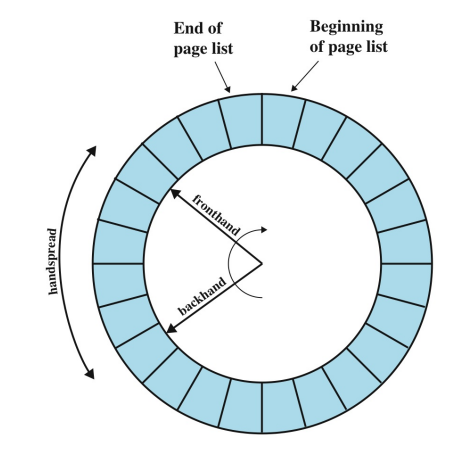 End of
page list
Beginning
of page list
fronthand
handspread
backhand